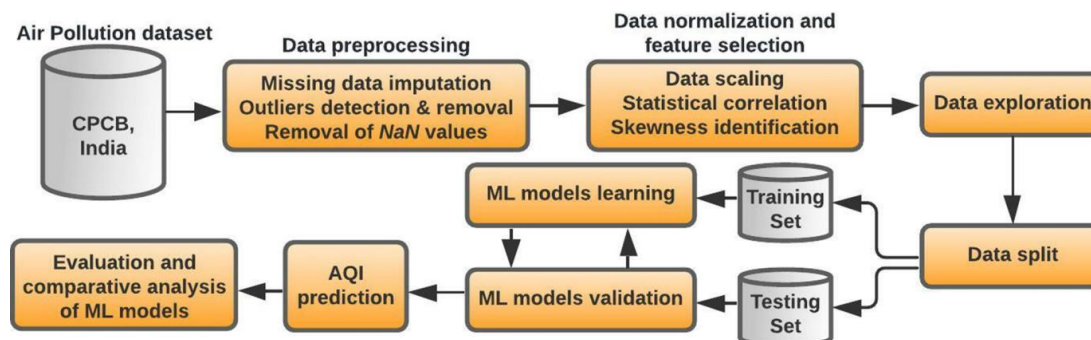 Air Pollution dataset
CPCB,
India
Data preprocessing
Missing data imputation
Outliers detection & removal
Removal of NaN values
Data normalization and
feature selection
Data scaling
Statistical correlation
Skewness identification
Data exploration
Data split
Training
Set
Testing
Set
ML models learning
ML models validation
AQI
prediction
Evaluation and
comparative analysis
of ML models